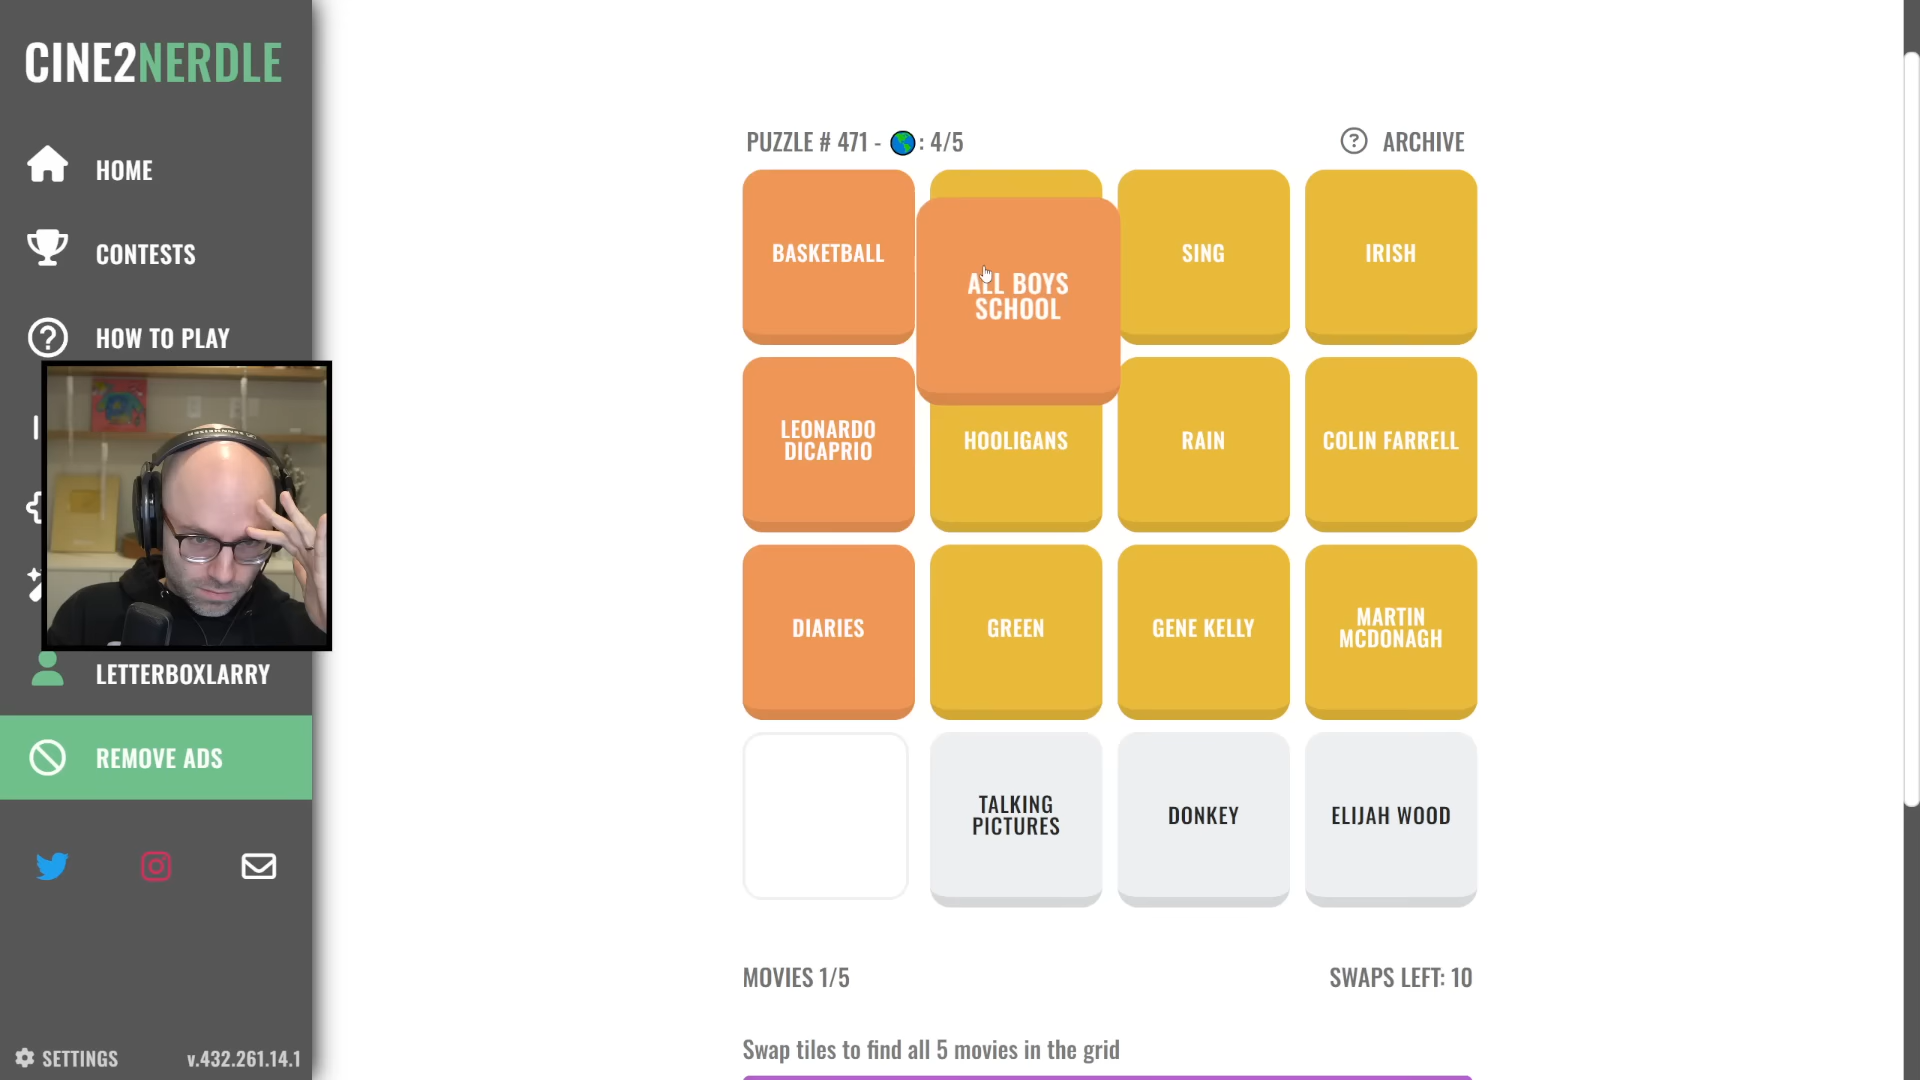 CINE2NERDLE
HOME
CONTESTS
HOW TO PLAY
LETTERBOXLARRY
REMOVE ADS
SETTINGS
v.432.261.14.1
PUZZLE # 471 - : 4/5
ARCHIVE
BASKETBALL
ALL BOYS
SCHOOL
SING
IRISH
LEONARDO
DICAPRIO
HOOLIGANS
RAIN
COLIN FARRELL
DIARIES
GREEN
GENE KELLY
MARTIN
MCDONAGH
TALKING
PICTURES
DONKEY
ELIJAH WOOD
MOVIES 1/5
SWAPS LEFT: 10
Swap tiles to find all 5 movies in the grid